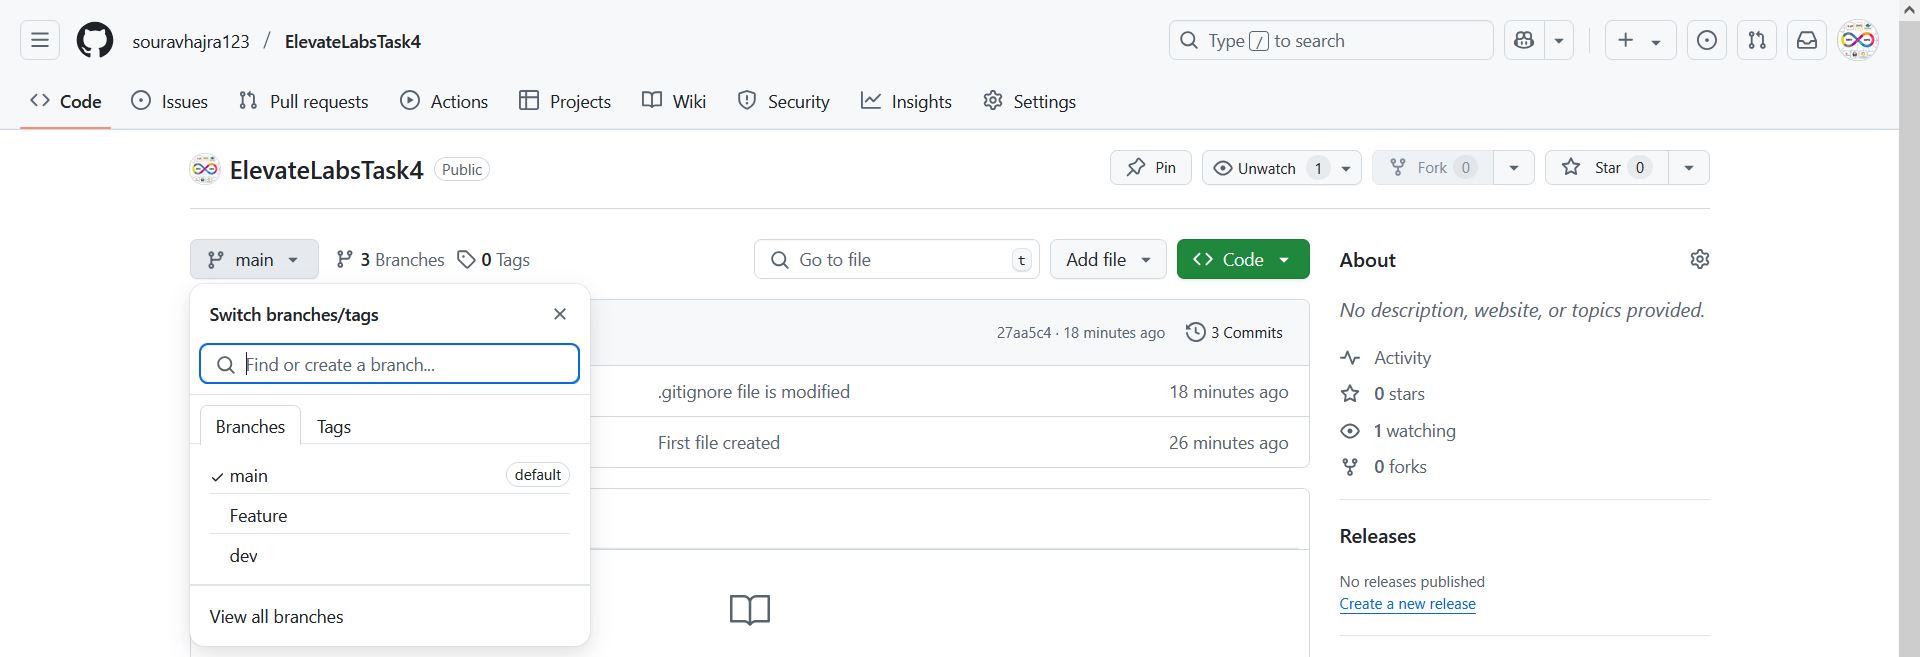 souravhajra123 / ElevateLabsTask4
Type / to search
Code
Issues
Pull requests
Actions
Projects
Wiki
Security
Insights
Settings
ElevateLabsTask4 Public
Pin
Unwatch 1
Fork 0
Star 0
main
3 Branches
0 Tags
Go to file t
Add file
Code
Switch branches/tags
Find or create a branch...
Branches
Tags
main default
Feature
dev
View all branches
27aa5c4 · 18 minutes ago
3 Commits
.gitignore file is modified
18 minutes ago
First file created
26 minutes ago
About
No description, website, or topics provided.
Activity
0 stars
1 watching
0 forks
Releases
No releases published
Create a new release